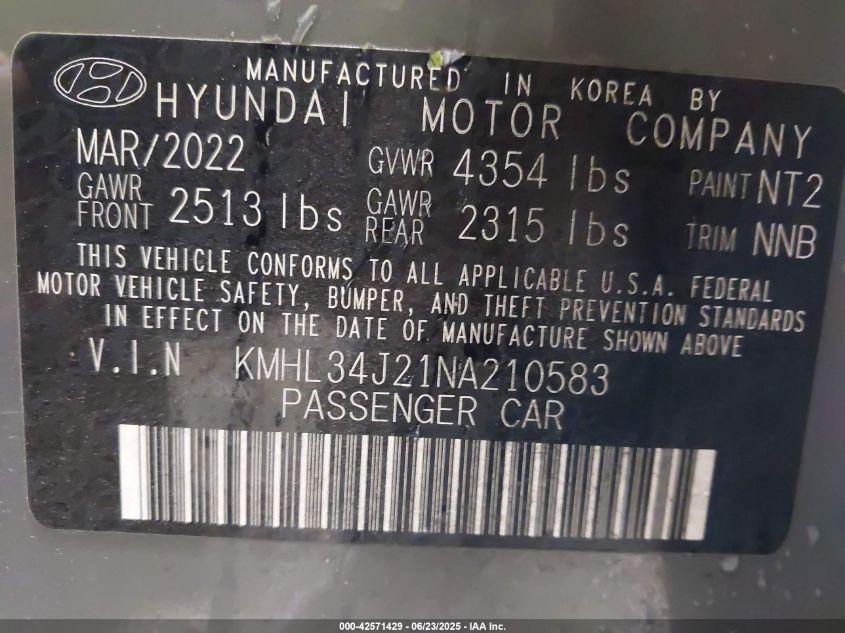 MANUFACTURED IN KOREA BY
HYUNDAI MOTOR COMPANY
MAR/2022 GVWR 4354 lbs PAINT NT2
GAWR FRONT 2513 lbs GAWR REAR 2315 lbs TRIM NNB
THIS VEHICLE CONFORMS TO ALL APPLICABLE U.S.A. FEDERAL
MOTOR VEHICLE SAFETY, BUMPER, AND THEFT PREVENTION STANDARDS
IN EFFECT ON THE DATE OF MANUFACTURE SHOWN ABOVE
V.I.N KMHL34J21NA210583
PASSENGER CAR
000-42571429 - 06/23/2025 - IAA Inc.